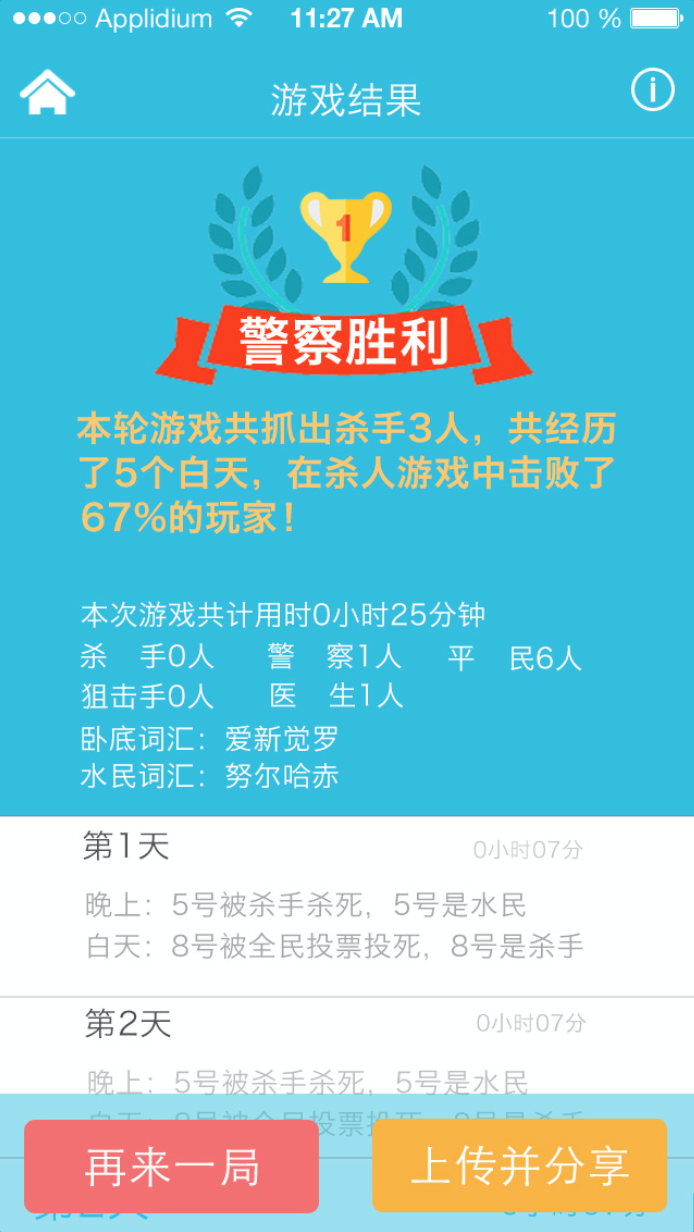 Applidium 11:27 AM 100 %
游戏结果
1
警察胜利
本轮游戏共抓出杀手3人，共经历
了5个白天，在杀人游戏中击败了
67%的玩家！
本次游戏共计用时0小时25分钟
杀 手0人 警 察1人 平 民6人
狙击手0人 医 生1人
卧底词汇：爱新觉罗
水民词汇：努尔哈赤
第1天 0小时07分
晚上：5号被杀手杀死，5号是水民
白天：8号被全民投票投死，8号是杀手
第2天 0小时07分
晚上：5号被杀手杀死，5号是水民
再来一局 上传并分享